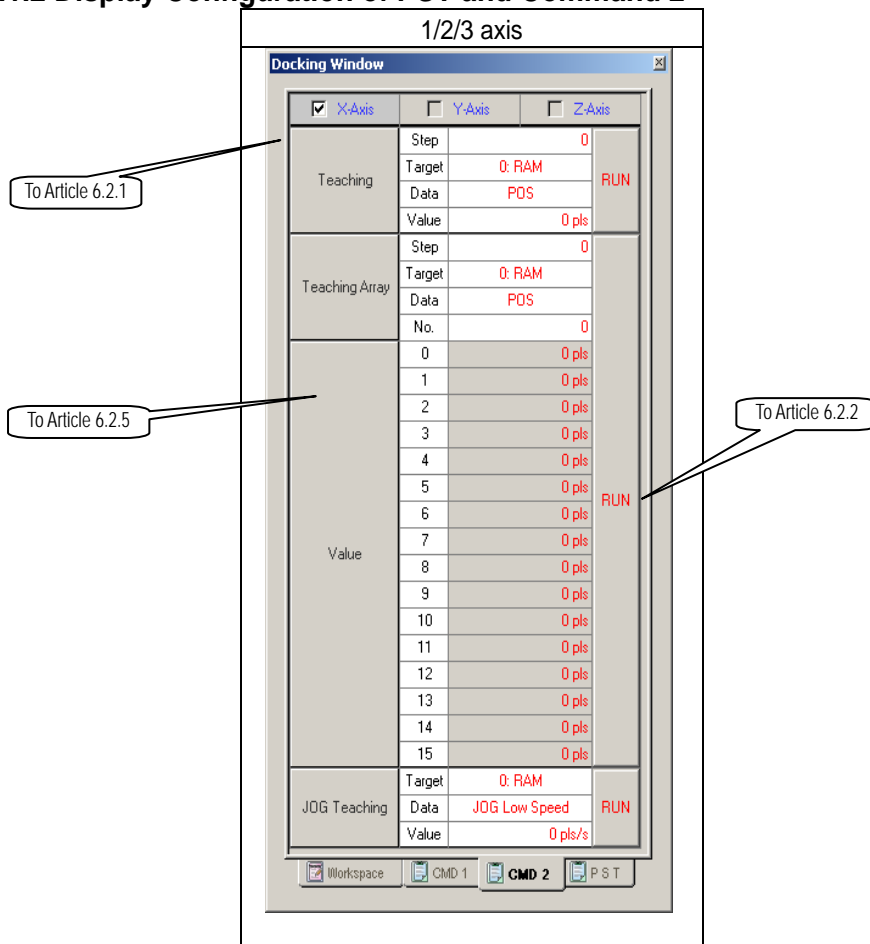 1/2/3 axis
Docking Window
X-Axis Y-Axis Z-Axis
Teaching
Step 0
Target 0: RAM
Data POS
Value 0 pls
RUN
To Article 6.2.1
Teaching Array
Step 0
Target 0: RAM
Data POS
No. 0
Value
0 0 pls
1 0 pls
2 0 pls
3 0 pls
4 0 pls
5 0 pls
6 0 pls
7 0 pls
8 0 pls
9 0 pls
10 0 pls
11 0 pls
12 0 pls
13 0 pls
14 0 pls
15 0 pls
RUN
To Article 6.2.5
To Article 6.2.2
JOG Teaching
Target 0: RAM
Data JOG Low Speed
Value 0 pls/s
RUN
Workspace CMD 1 CMD 2 P S T